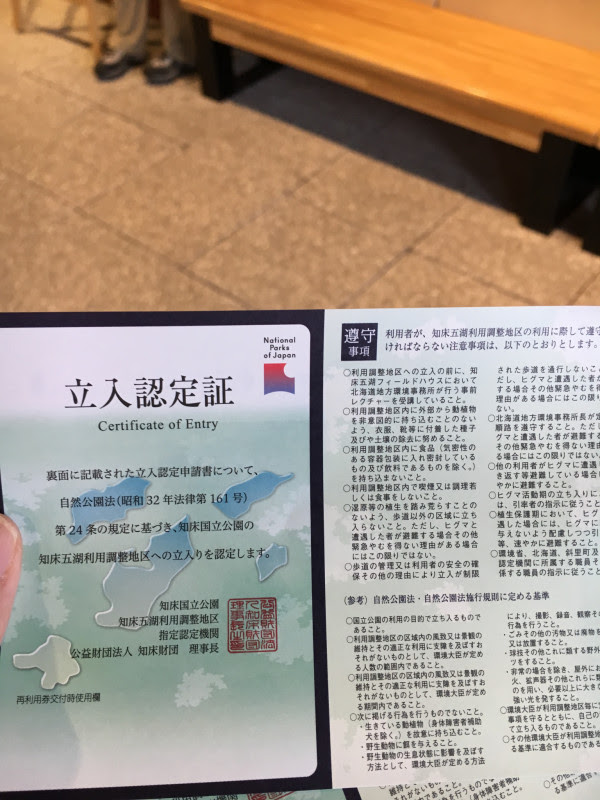 National
Parks
of Japan
立入認定証
Certificate of Entry
裏面に記載された立入認定申請書について、
自然公園法(昭和32年法律第161号)
第24条の規定に基づき、知床国立公園の
知床五湖利用調整地区への立入りを認定します。
知床国立公園
知床五湖利用調整地区
指定認定機関
公益財団法人 知床財団 理事長
再利用券交付時使用欄
遵守
事項
利用者が、知床五湖利用調整地区の利用に際して遵守
ければならない注意事項は、以下のとおりとします。
○利用調整地区への立入の前に、知
床五湖フィールドハウスにおいて
北海道地方環境事務所が行う事前
レクチャーを受講していること。
○利用調整地区内に外部から動植物
を非意図的に持ち込むことのない
よう、衣服、靴等に付着した種子
及びや土壌の除去に努めること。
○利用調整地区内に食品(気密性の
ある容器包装に入れ密封している
もの及び飲料であるものを除く。)
を持ち込まないこと。
○利用調整地区内で喫煙又は調理若
しくは食事をしないこと。
○湿原等の植生を踏み荒らすことの
ないよう、歩道以外の区域に立ち
入らないこと。ただし、ヒグマと
遭遇した者が避難する場合その他
緊急やむを得ない理由がある場合
にはこの限りではない。
○歩道の管理又は利用者の安全の確
保その他の理由により立入が制限
された歩道を通行しないこ
だし、ヒグマと遭遇した者が
する場合その他緊急やむを得
理由がある場合にはこの限り
ない。
○北海道地方環境事務所長が定
順路を遵守すること。ただし
グマと遭遇した者が避難する
その他緊急やむを得ない理由
る場合にはこの限りではない。
○他の利用者がヒグマに遭遇
き返す等避難している場合
やかに避難すること。
○ヒグマ活動期の立ち入りに
は、引率者の指示に従うこと
○植生保護期において、ヒグ
遇した場合には、ヒグマに
与えないよう配慮しつつ引
等、速やかに避難すること。
○環境省、北海道、斜里町及
認定機関に所属する職員そ
係する職員の指示に従うこと
(参考)自然公園法・自然公園法施行規則に定める基準
○国立公園の利用の目的で立ち入るもので
あること。
○利用調整地区の区域内の風致又は景観の
維持とその適正な利用に支障を及ぼすお
それがないものとして、環境大臣が定め
る人数の範囲内であること。
○利用調整地区の区域内の風致又は景観の
維持とその適正な利用に支障を及ぼすお
それがないものとして、環境大臣が定め
る期間内であること。
○次に掲げる行為を行うものでないこと。
・生きている動植物(身体障害者補助
犬を除く。)を故意に持ち込むこと。
・野生動物に餌を与えること。
・野生動物の生息状態に影響を及ぼす
方法として、環境大臣が定める方法
により、撮影、録音、観察そ
行為を行うこと。
・ごみその他の汚物又は廃物
又は放置すること。
・球技その他これに類する野外
ツをすること。
・非常の場合を除き、屋外にお
火、拡声器その他これらに類
のを用い、必要以上に大き
強い光を発すること。
○環境大臣が利用調整地区毎に
事項を守るとともに、自己の
て立ち入るものであること。
○その他環境大臣が利用調整
る基準に適合するものである